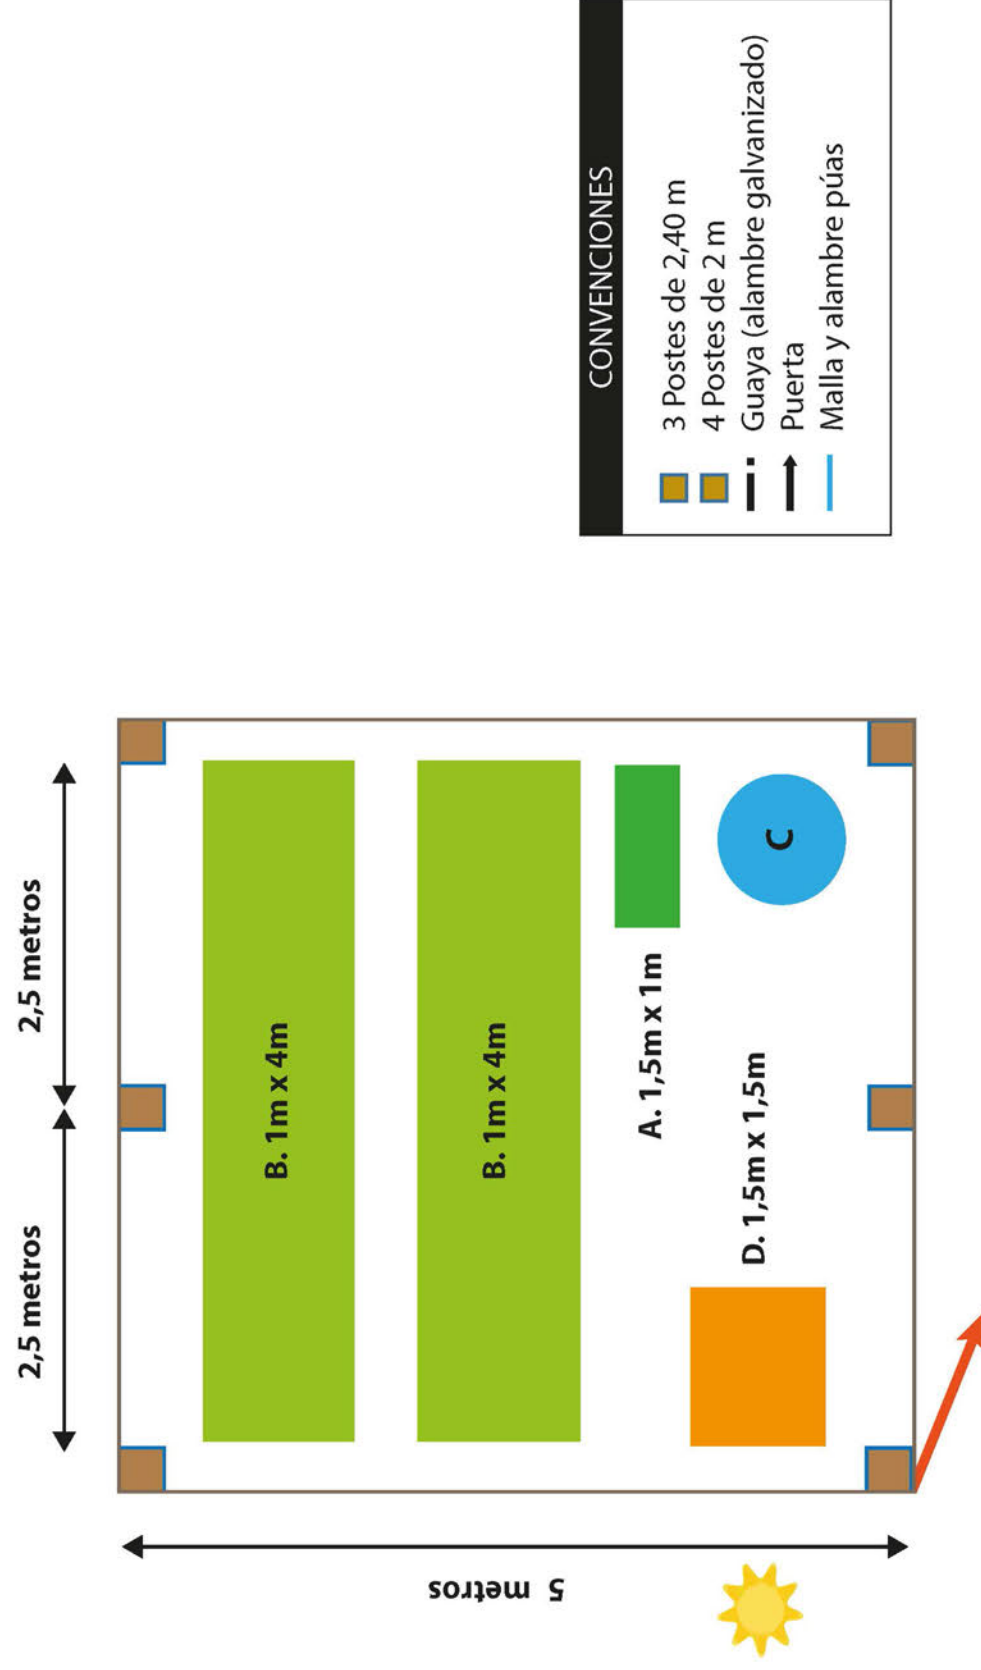 2,5 metros
2,5 metros
5 metros
B. 1m x 4m
B. 1m x 4m
A. 1,5m x 1m
D. 1,5m x 1,5m
C
CONVENCIONES
3 Postes de 2,40 m
4 Postes de 2 m
Guaya (alambre galvanizado)
Puerta
Malla y alambre púas